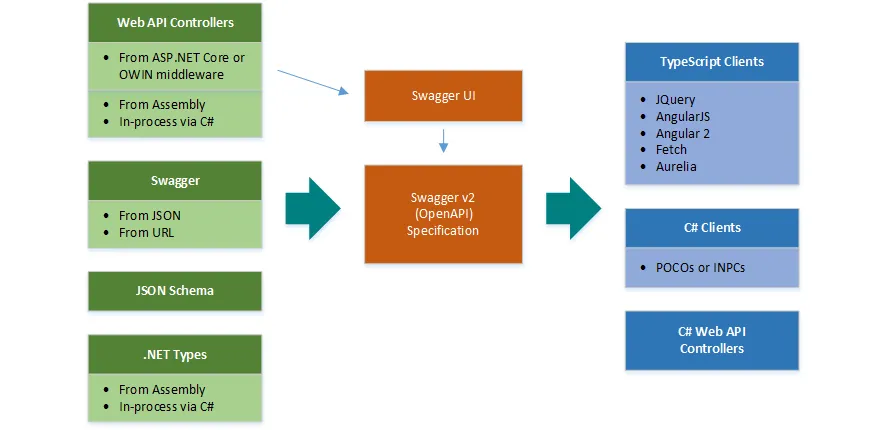 Web API Controllers
• From ASP.NET Core or
OWIN middleware
• From Assembly
• In-process via C#
Swagger
• From JSON
• From URL
JSON Schema
.NET Types
• From Assembly
• In-process via C#
Swagger UI
Swagger v2
(OpenAPI)
Specification
TypeScript Clients
• JQuery
• AngularJS
• Angular 2
• Fetch
• Aurelia
C# Clients
• POCOs or INPCs
C# Web API
Controllers